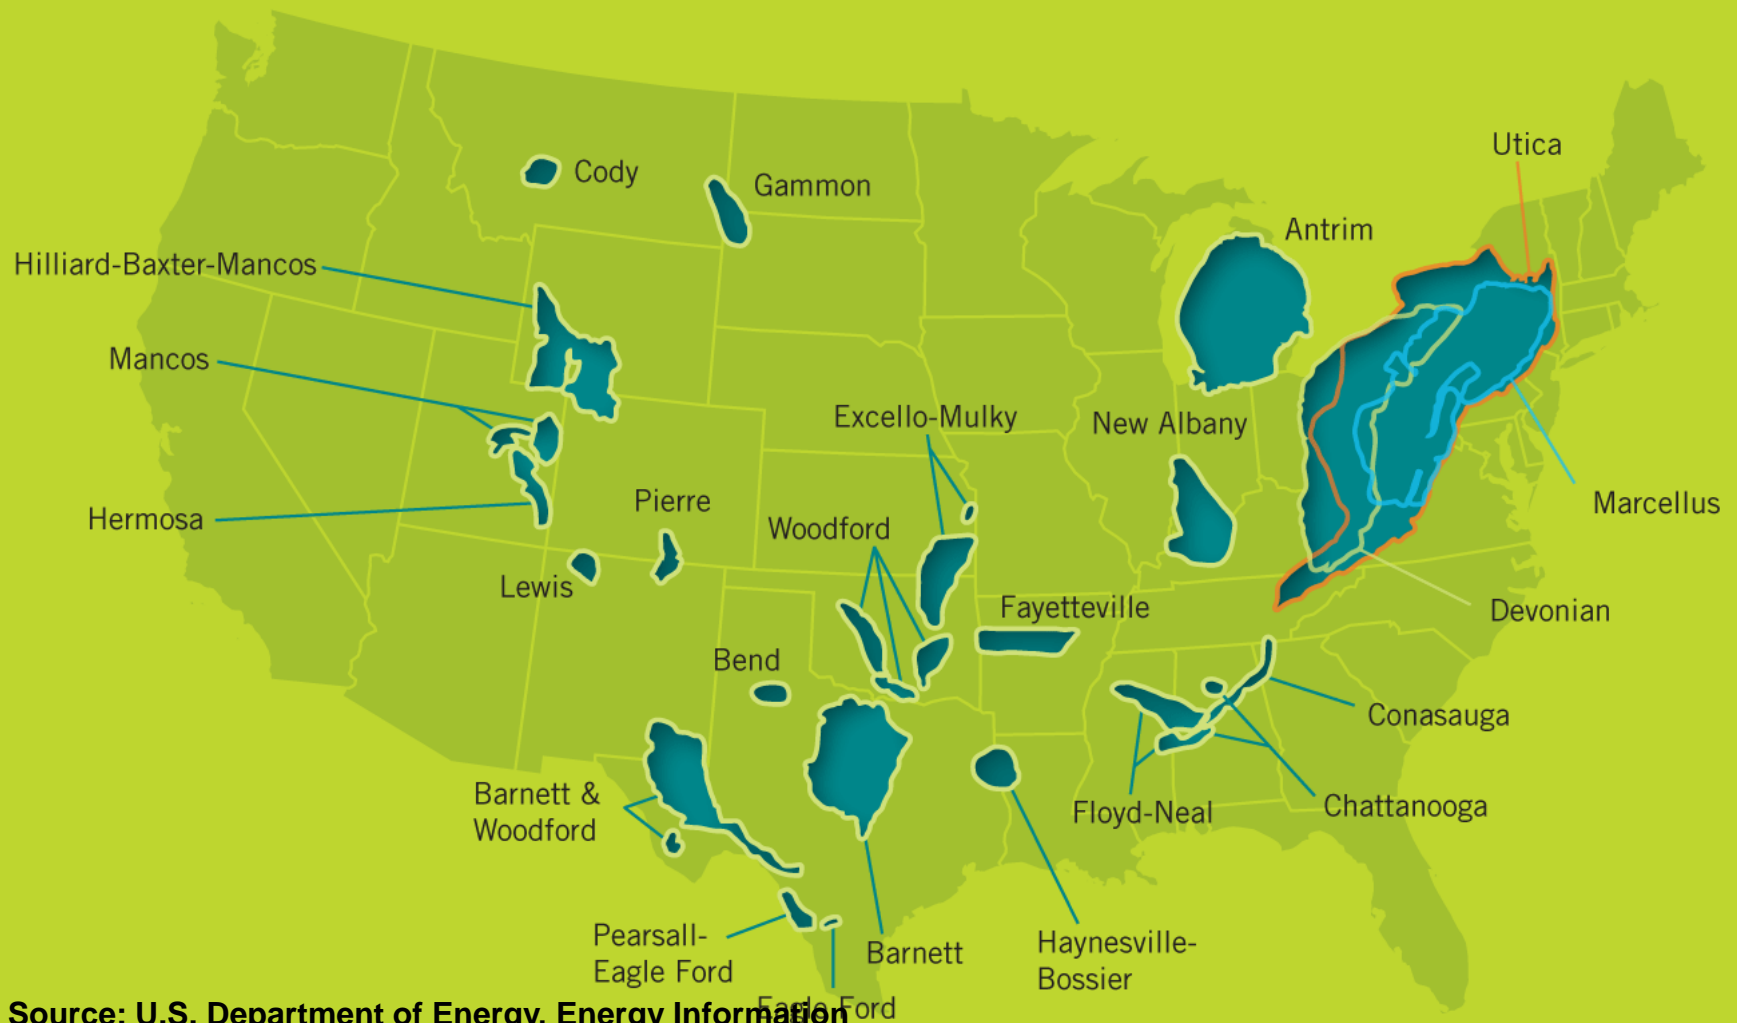 Utica
Cody
Gammon
Antrim
Hilliard-Baxter-Mancos
Mancos
Excello-Mulky
New Albany
Marcellus
Hermosa
Pierre
Woodford
Lewis
Fayetteville
Devonian
Bend
Conasauga
Barnett &
Woodford
Floyd-Neal
Chattanooga
Pearsall-
Eagle Ford
Barnett
Haynesville-
Bossier
Eagle Ford
Source: U.S. Department of Energy, Energy Information